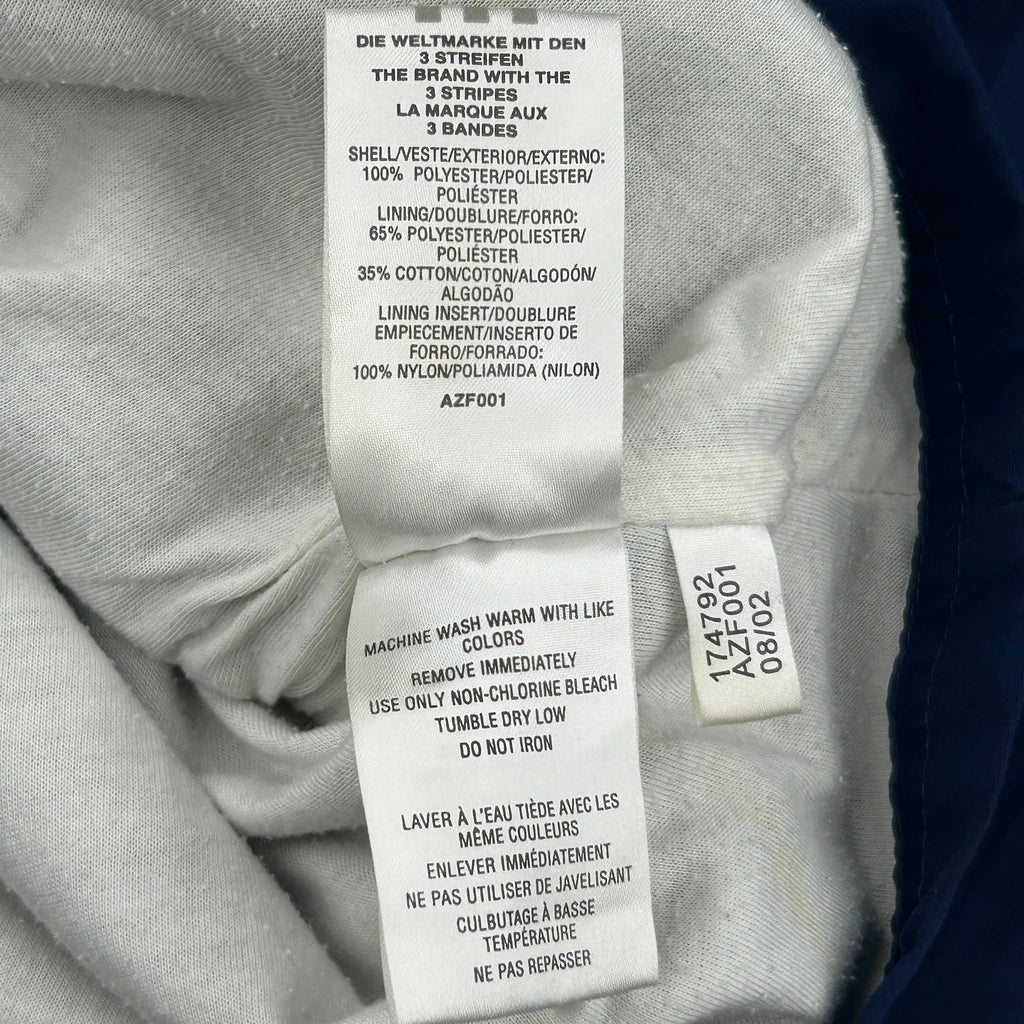 DIE WELTMARKE MIT DEN
3 STREIFEN
THE BRAND WITH THE
3 STRIPES
LA MARQUE AUX
3 BANDES
SHELL/VESTE/EXTERIOR/EXTERNO:
100% POLYESTER/POLIESTER/
POLIÉSTER
LINING/DOUBLURE/FORRO:
65% POLYESTER/POLIESTER/
POLIÉSTER
35% COTTON/COTON/ALGODÓN/
ALGODÃO
LINING INSERT/DOUBLURE
EMPIECEMENT/INSERTO DE
FORRO/FORRADO:
100% NYLON/POLIAMIDA (NILON)
AZF001
MACHINE WASH WARM WITH LIKE
COLORS
REMOVE IMMEDIATELY
USE ONLY NON-CHLORINE BLEACH
TUMBLE DRY LOW
DO NOT IRON
LAVER À L'EAU TIÈDE AVEC LES
MÊME COULEURS
ENLEVER IMMÉDIATEMENT
NE PAS UTILISER DE JAVELISANT
CULBUTAGE À BASSE
TEMPÉRATURE
NE PAS REPASSER
174792
AZF001
08/02